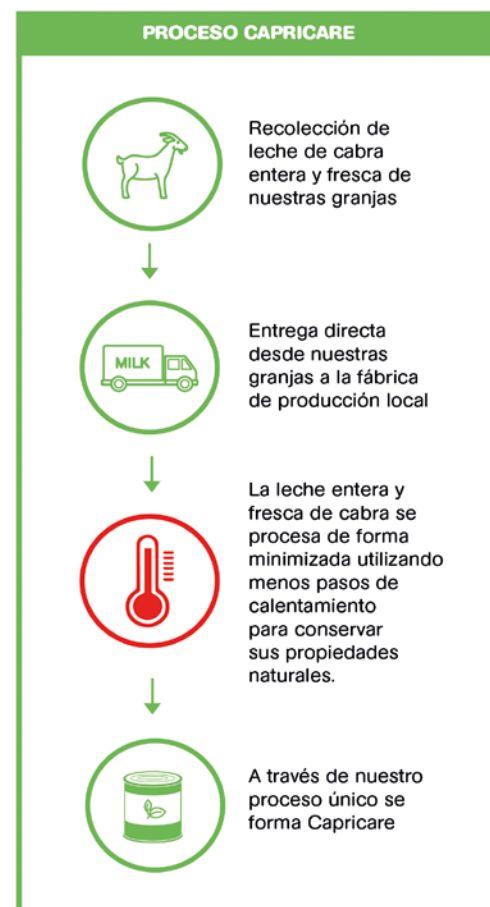 PROCESO CAPRICARE
Recolección de
leche de cabra
entera y fresca de
nuestras granjas
MILK
Entrega directa
desde nuestras
granjas a la fábrica
de producción local
La leche entera y
fresca de cabra se
procesa de forma
minimizada utilizando
menos pasos de
calentamiento
para conservar
sus propiedades
naturales.
A través de nuestro
proceso único se
forma Capricare